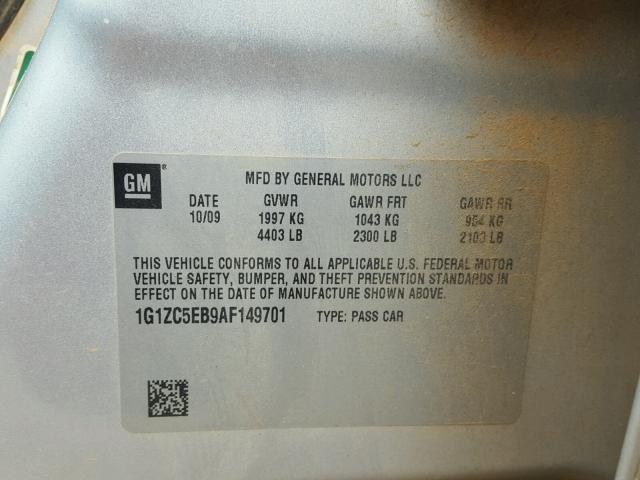 GM ®
MFD BY GENERAL MOTORS LLC
DATE GVWR GAWR FRT GAWR RR
10/09 1997 KG 1043 KG 954 KG
4403 LB 2300 LB 2103 LB
THIS VEHICLE CONFORMS TO ALL APPLICABLE U.S. FEDERAL MOTOR
VEHICLE SAFETY, BUMPER, AND THEFT PREVENTION STANDARDS IN
EFFECT ON THE DATE OF MANUFACTURE SHOWN ABOVE.
1G1ZC5EB9AF149701 TYPE: PASS CAR